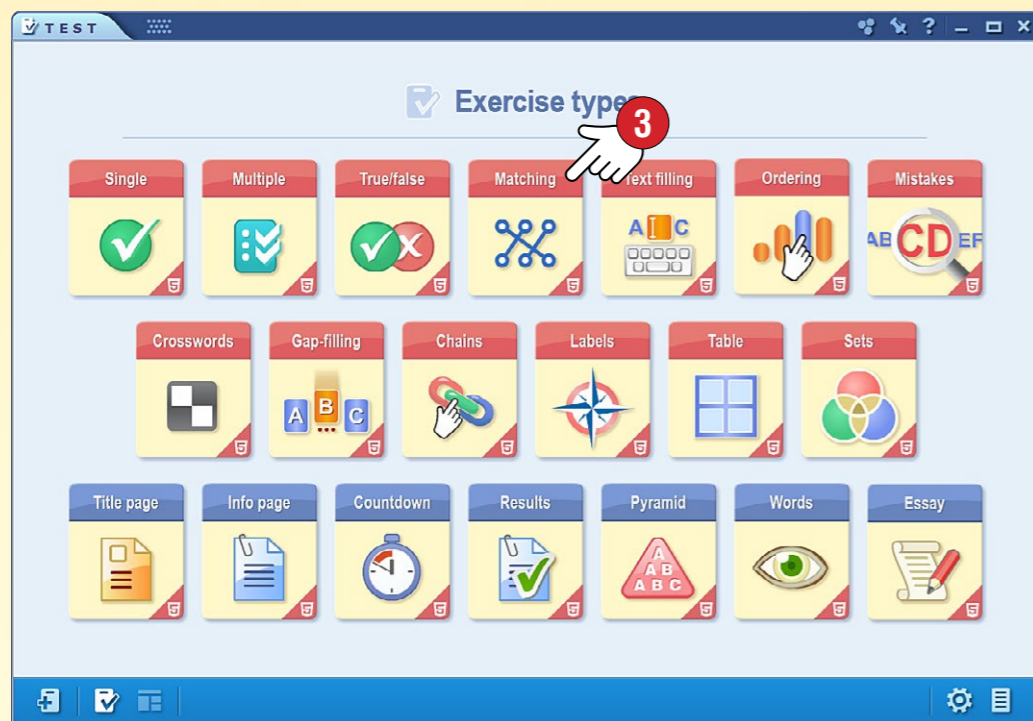 TEST
Exercise types
3
Single Multiple True/false Matching Text filling Ordering Mistakes
A C
AB CD EF
Crosswords Gap-filling Chains Labels Table Sets
A B C
Title page Info page Countdown Results Pyramid Words Essay
A
A B
A B C